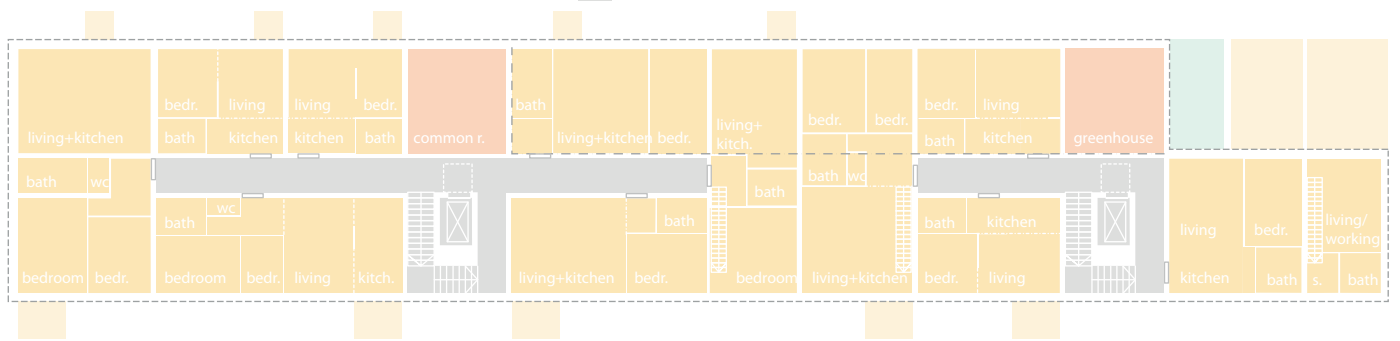 bedr.
living
living
bedr.
bath
living+
kitch.
bedr.
bedr.
bedr.
living
living+kitchen
bath
kitchen
kitchen
bath
common r.
living+kitchen
bedr.
bath
kitchen
greenhouse
bath
wc
bath
bath
wc
bath
wc
bath
bath
kitchen
living
bedr.
living/
working
bedroom
bedr.
bedroom
bedr.
living
kitch.
living+kitchen
bedr.
bedroom
living+kitchen
bedr.
living
kitchen
bath
s.
bath